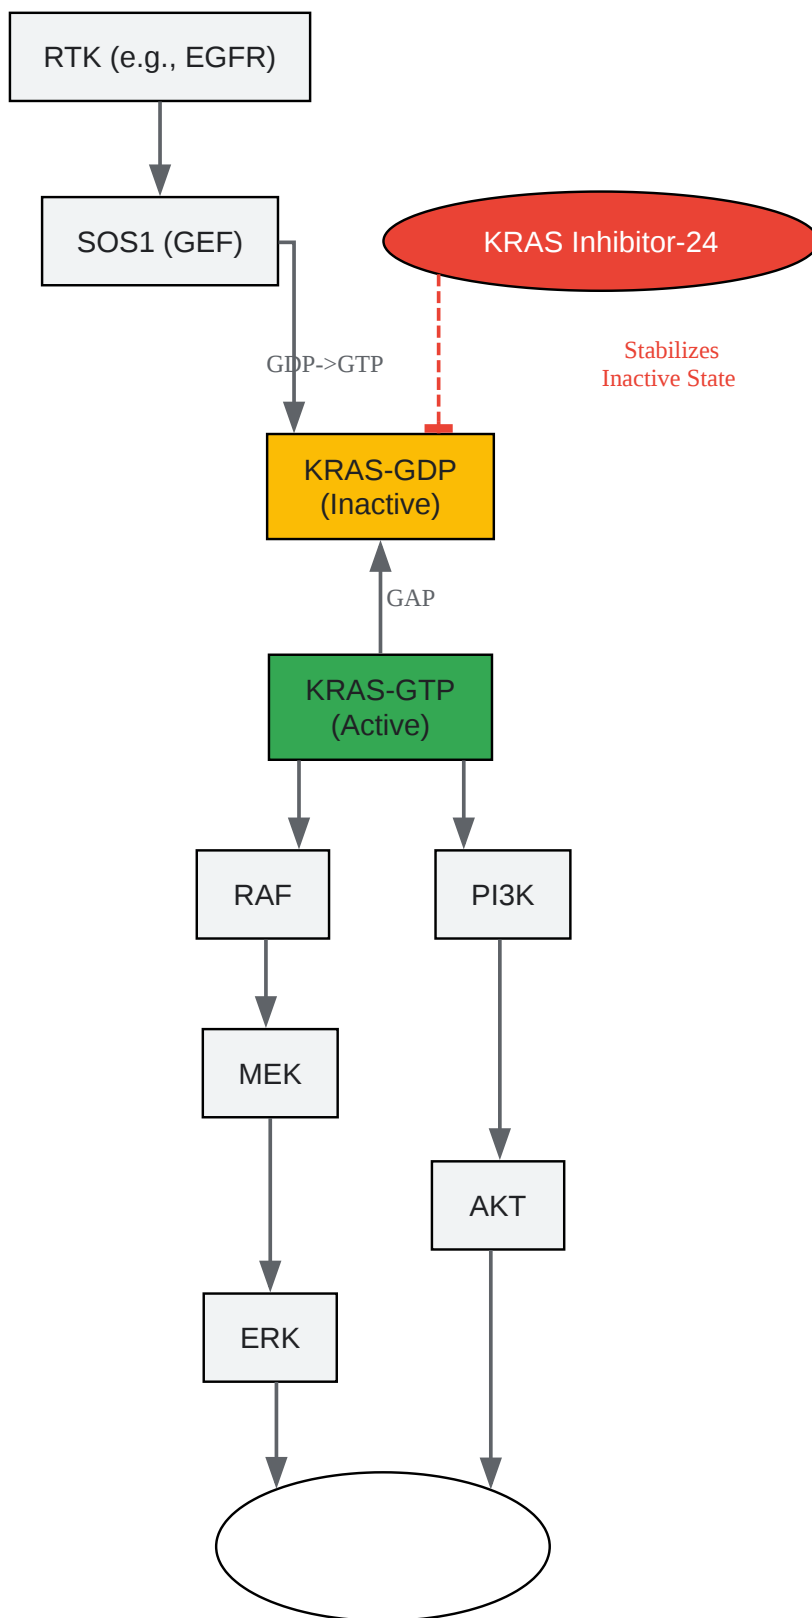 RTK (e.g., EGFR)
SOS1 (GEF)
KRAS Inhibitor-24
GDP->GTP
Stabilizes
Inactive State
KRAS-GDP
(Inactive)
GAP
KRAS-GTP
(Active)
RAF
PI3K
MEK
AKT
ERK